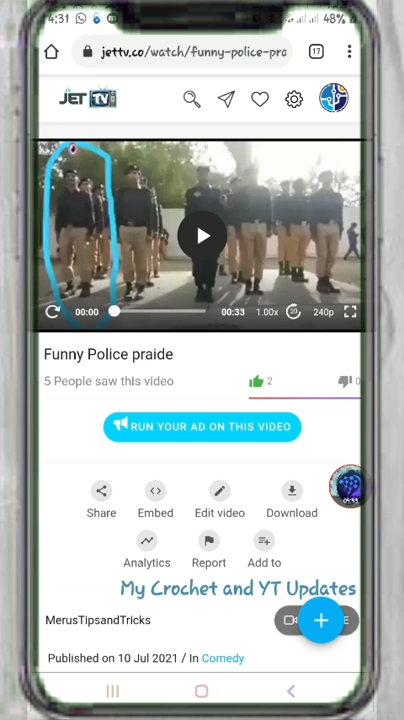 4:31
48%
jettv.co/watch/funny-police-pra
17
JET TV
00:00
00:33
1.00x
20
240p
Funny Police praide
5 People saw this video
2
0
RUN YOUR AD ON THIS VIDEO
Share
Embed
Edit video
Download
Analytics
Report
Add to
My Crochet and YT Updates
MerusTipsandTricks
E
Published on 10 Jul 2021 / In Comedy